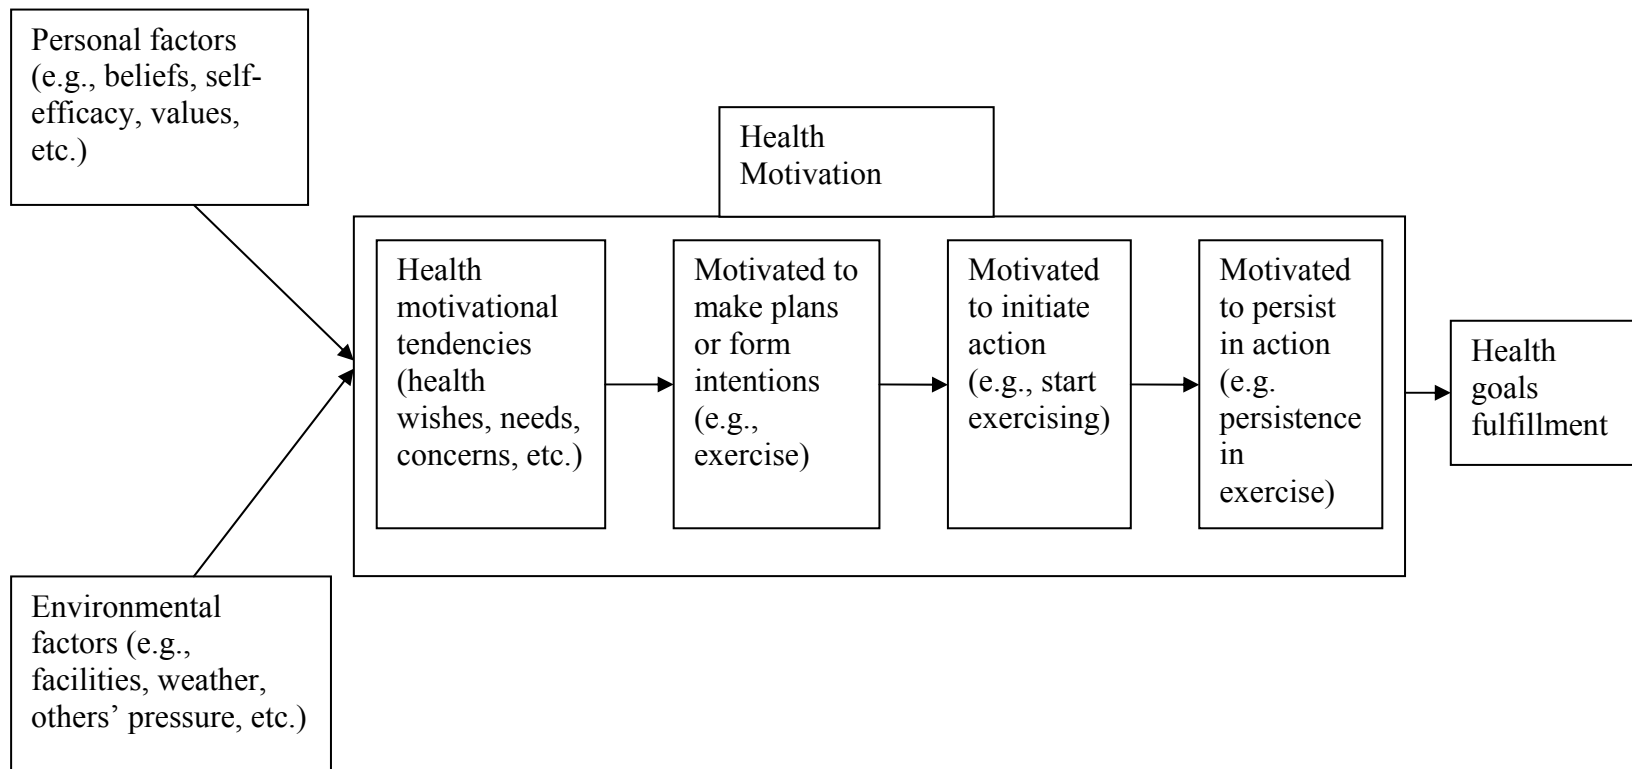 Personal factors
(e.g., beliefs, self-
efficacy, values,
etc.)
Health
Motivation
Health
motivational
tendencies
(health
wishes, needs,
concerns, etc.)
Motivated to
make plans
or form
intentions
(e.g.,
exercise)
Motivated
to initiate
action
(e.g., start
exercising)
Motivated
to persist
in action
(e.g.
persistence
in
exercise)
Health
goals
fulfillment
Environmental
factors (e.g.,
facilities, weather,
others’ pressure, etc.)